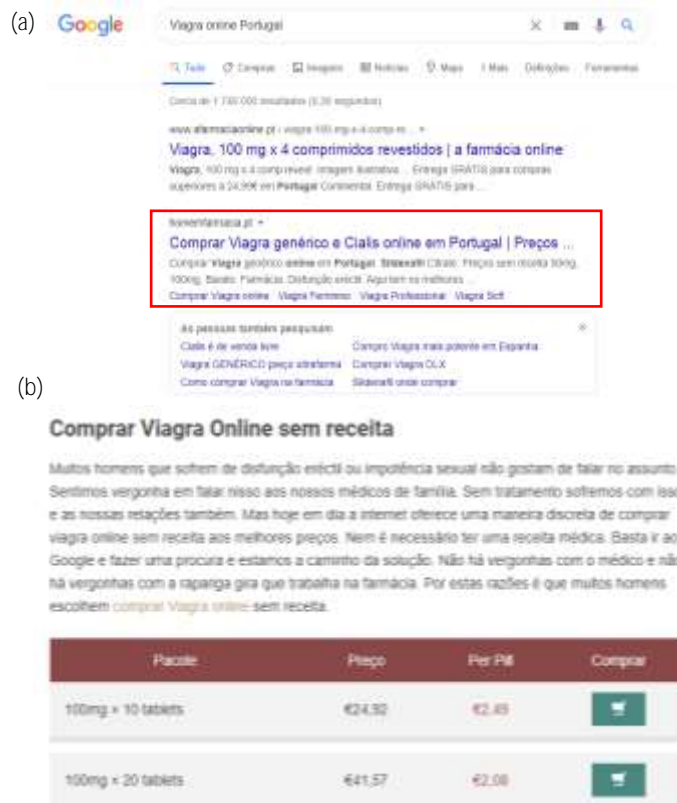 (a)
Google
Viagra online Portugal
Tudo Compras Imagens Notícias Mapa Mais Definições Ferramentas
Cerca de 1 resultados (0,39 segundos)
Viagra, 100 mg x 4 comprimidos revestidos | a farmácia online
Viagra, 100 mg x 4 comp revest imagem ilustrativa ... Entrega GRÁTIS para compras
superiores a 24,99€ em Portugal Continental. Entrega GRÁTIS para ...
Comprar Viagra genérico e Cialis online em Portugal | Preços ...
Comprar Viagra genérico online em Portugal. Sildenafil Citrato. Preços sem receita 50mg,
100mg. Barato. Farmácia. Disfunção eréctil. Aqui tem os melhores ...
Comprar Viagra online Viagra Feminino Viagra Professional Viagra Soft
As pessoas também pesquisam
Cialis é de venda livre Compro Viagra mais potente em Espanha
Viagra GENÉRICO preço Comprar Viagra OLX
Como comprar Viagra na farmácia Sildenafil onde comprar
(b)
Comprar Viagra Online sem receita
Muitos homens que sofrem de disfunção eréctil ou impotência sexual não gostam de falar no assunto
Sentimos vergonha em falar nisso aos nossos médicos de família. Sem tratamento sofremos com isso
e as nossas relações também. Mas hoje em dia a internet oferece uma maneira discreta de comprar
viagra online sem receita aos melhores preços. Nem é necessário ter uma receita médica. Basta ir ao
Google e fazer uma procura e estamos a caminho da solução. Não há vergonhas com o médico e nã
há vergonhas com a rapariga gira que trabalha na farmácia. Por estas razões é que muitos homens
escolhem comprar Viagra online sem receita.
Pacote Preço Per Pill Comprar
100mg × 10 tablets €24,92 €2,49
100mg × 20 tablets €41,57 €2,08